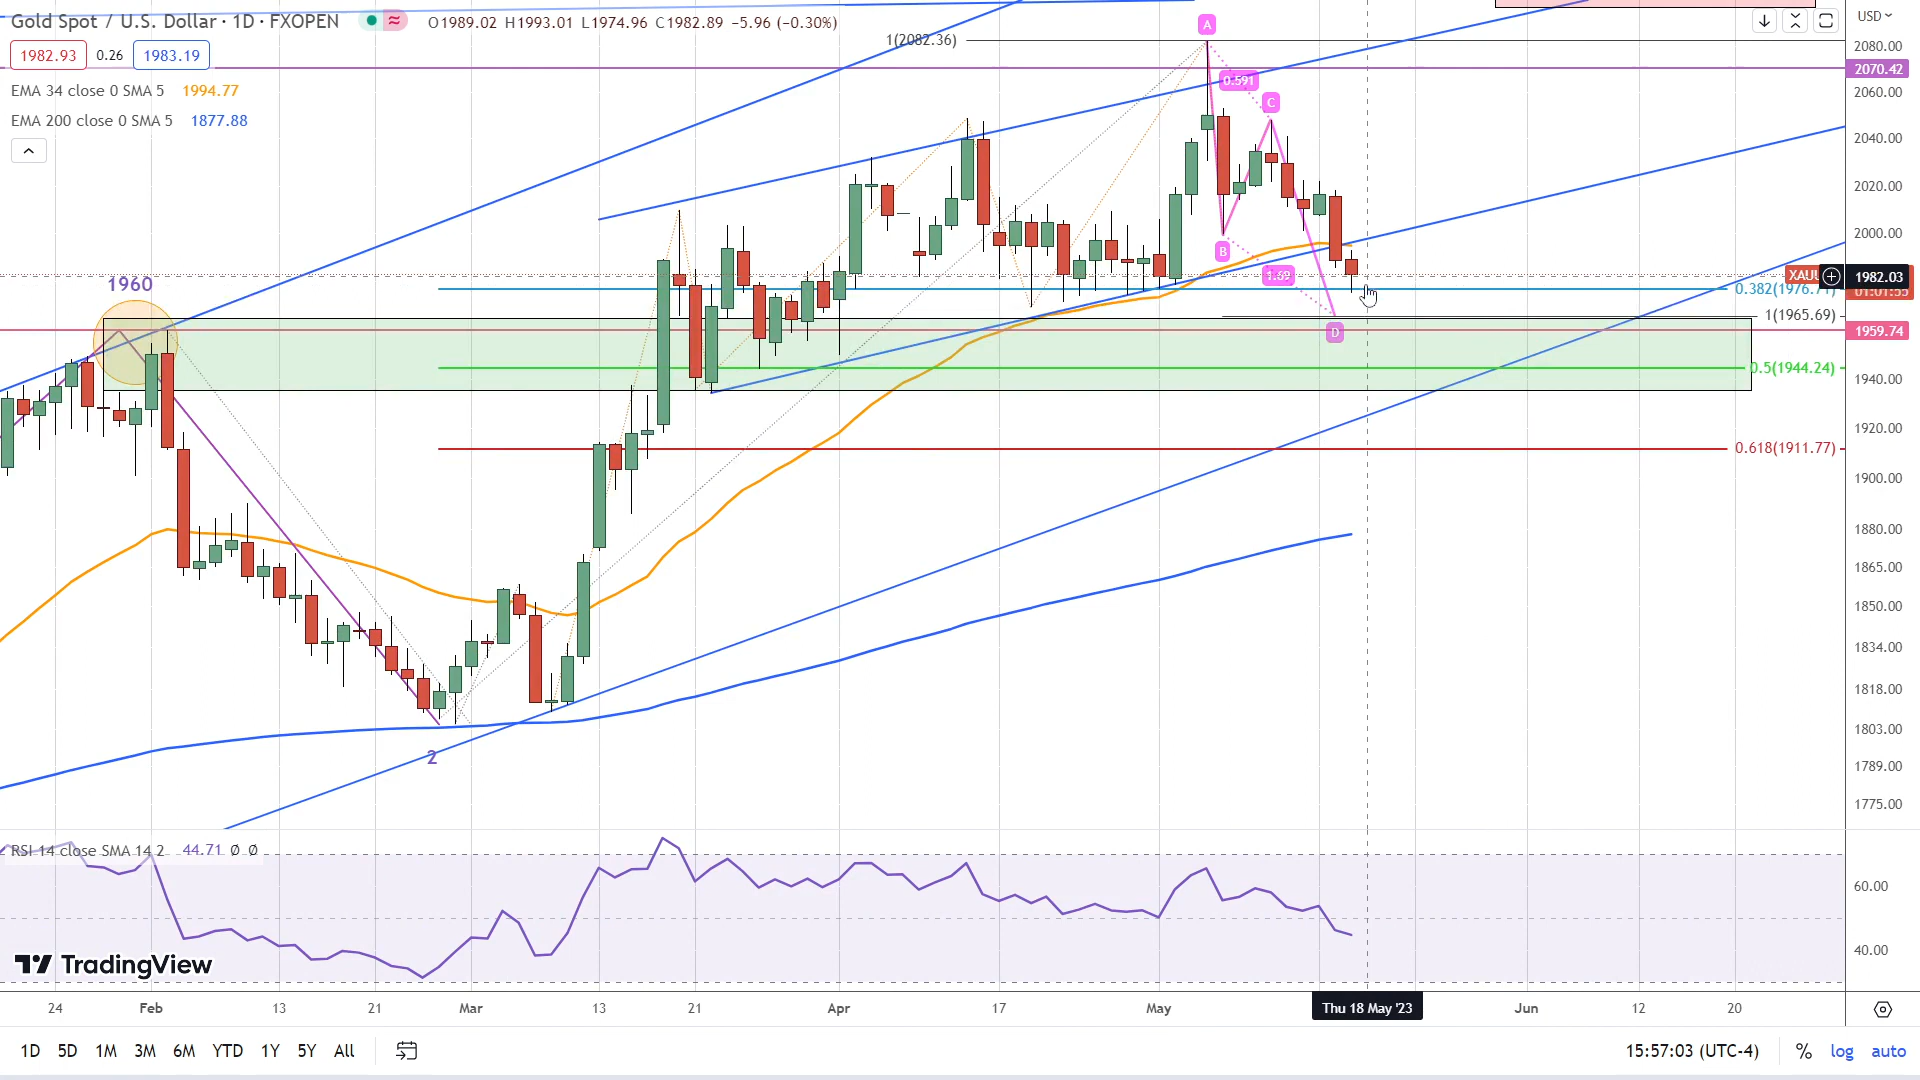 Gold Spot / U.S. Dollar · 1D · FXOPEN O1989.02 H1993.01 L1974.96 C1982.89 −5.96 (−0.30%)
1982.93 0.26 1983.19
EMA 34 close 0 SMA 5 1994.77
EMA 200 close 0 SMA 5 1877.88
1(2082.36)
A
0.591
C
B
1.69
D
1960
2
0.382(1976.71)
1(1965.69)
0.5(1944.24)
0.618(1911.77)
USD
2080.00
2070.42
2060.00
2040.00
2020.00
2000.00
XAUU
1982.03
01:01:55
1959.74
1940.00
1920.00
1900.00
1880.00
1865.00
1850.00
1834.00
1818.00
1803.00
1789.00
1775.00
RSI 14 close SMA 14 2 44.71 Ø Ø
60.00
40.00
TradingView
24 Feb 13 21 Mar 13 21 Apr 17 May Thu 18 May '23 Jun 12 20
1D 5D 1M 3M 6M YTD 1Y 5Y All 15:57:03 (UTC-4) % log auto